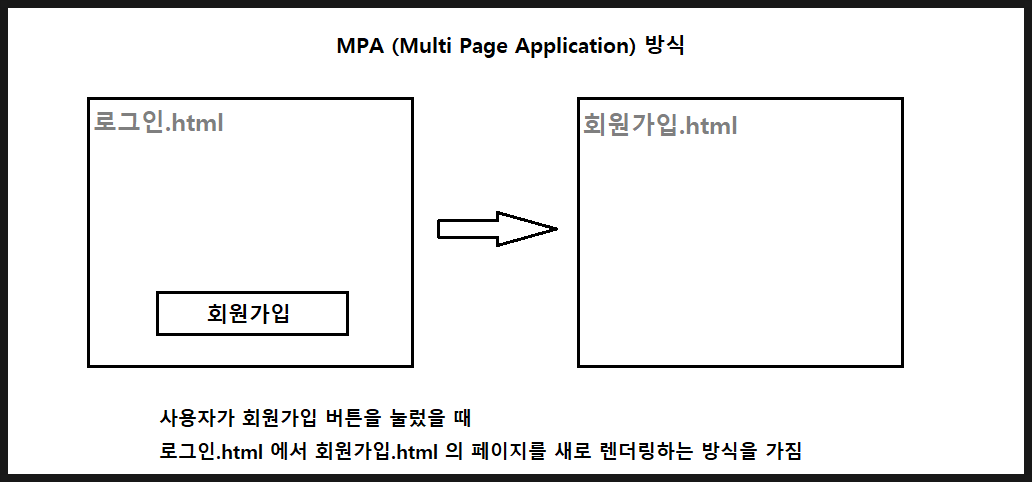 MPA (Multi Page Application) 방식
로그인.html
회원가입.html
회원가입
사용자가 회원가입 버튼을 눌렀을 때
로그인.html 에서 회원가입.html 의 페이지를 새로 렌더링하는 방식을 가짐